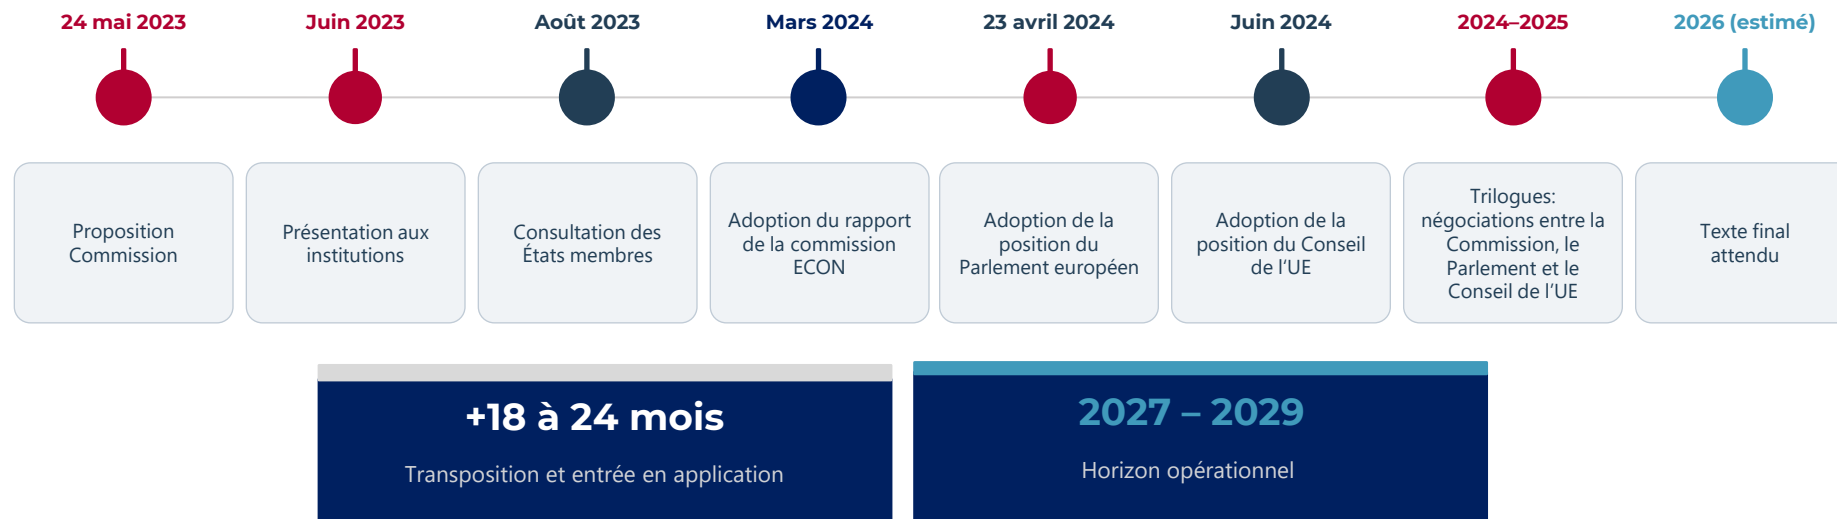 24 mai 2023
Juin 2023
Août 2023
Mars 2024
23 avril 2024
Juin 2024
2024–2025
2026 (estimé)
Proposition
Commission
Présentation aux
institutions
Consultation des
États membres
Adoption du rapport
de la commission
ECON
Adoption de la
position du
Parlement européen
Adoption de la
position du Conseil
de l’UE
Trilogues:
négociations entre la
Commission, le
Parlement et le
Conseil de l’UE
Texte final
attendu
+18 à 24 mois
Transposition et entrée en application
2027 – 2029
Horizon opérationnel